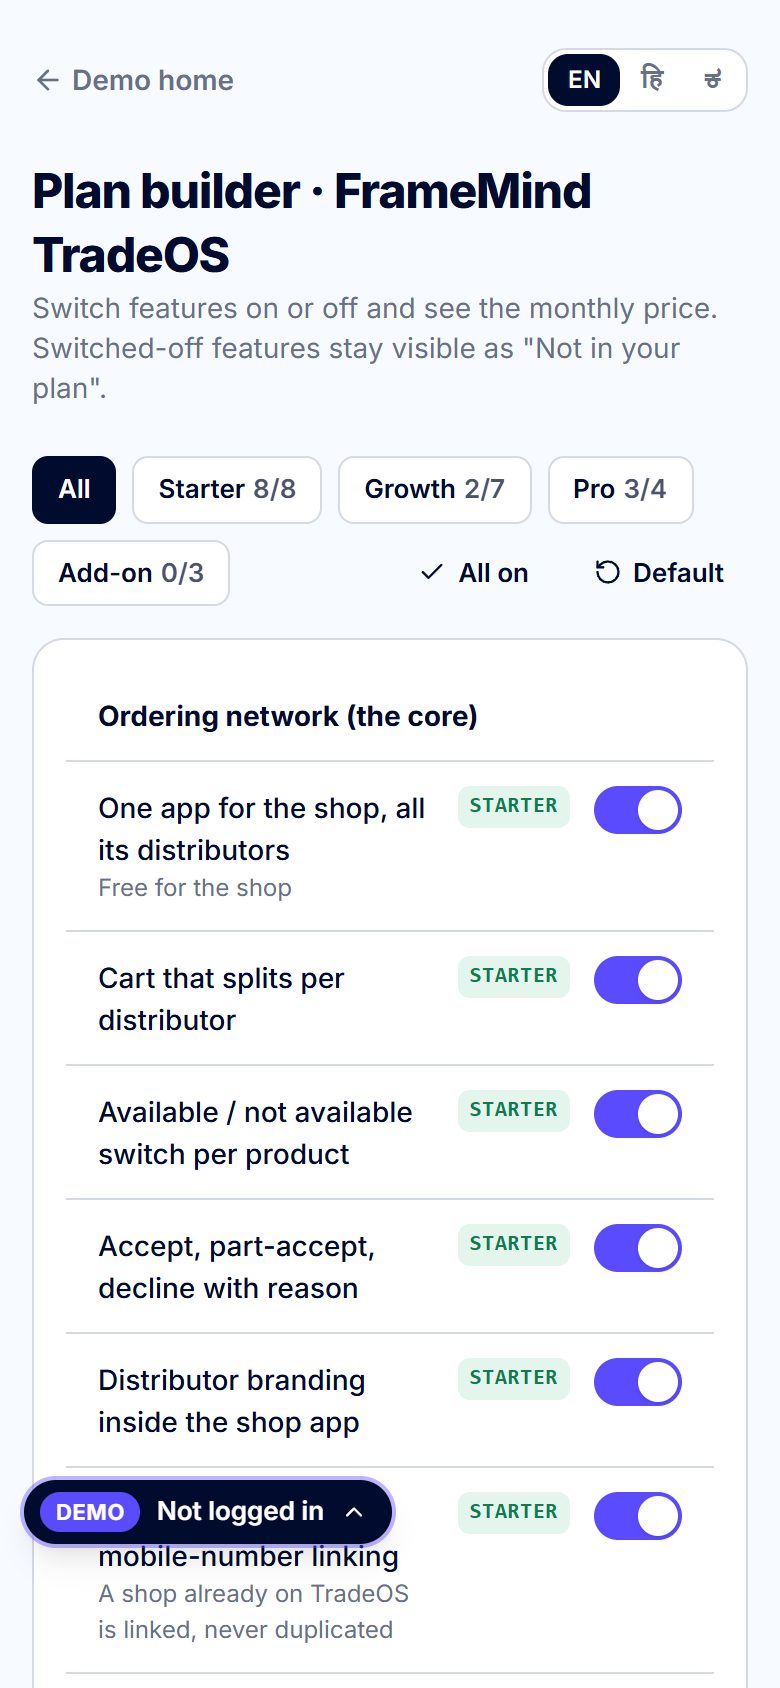 Demo home
EN हि ಕ
Plan builder · FrameMind
TradeOS
Switch features on or off and see the monthly price.
Switched-off features stay visible as "Not in your
plan".
All Starter 8/8 Growth 2/7 Pro 3/4
Add-on 0/3 All on Default
Ordering network (the core)
One app for the shop, all STARTER
its distributors
Free for the shop
Cart that splits per STARTER
distributor
Available / not available STARTER
switch per product
Accept, part-accept, STARTER
decline with reason
Distributor branding STARTER
inside the shop app
DEMO Not logged in STARTER
mobile-number linking
A shop already on TradeOS
is linked, never duplicated